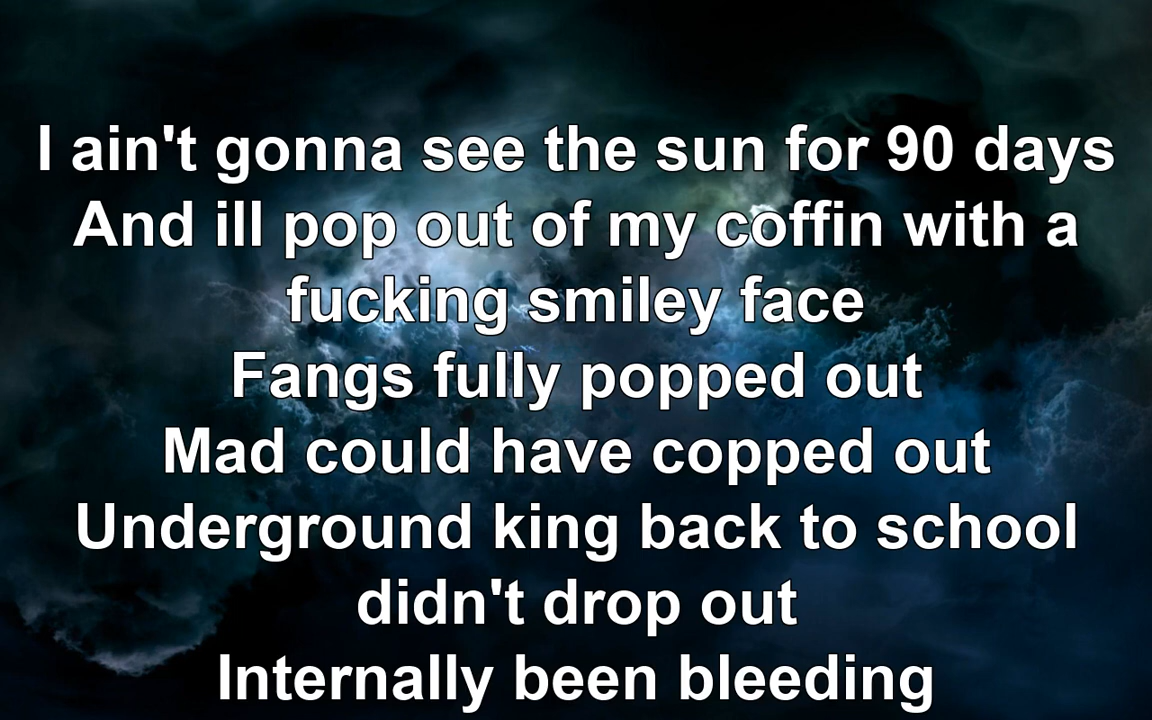 I ain't gonna see the sun for 90 days
And ill pop out of my coffin with a
fucking smiley face
Fangs fully popped out
Mad could have copped out
Underground king back to school
didn't drop out
Internally been bleeding